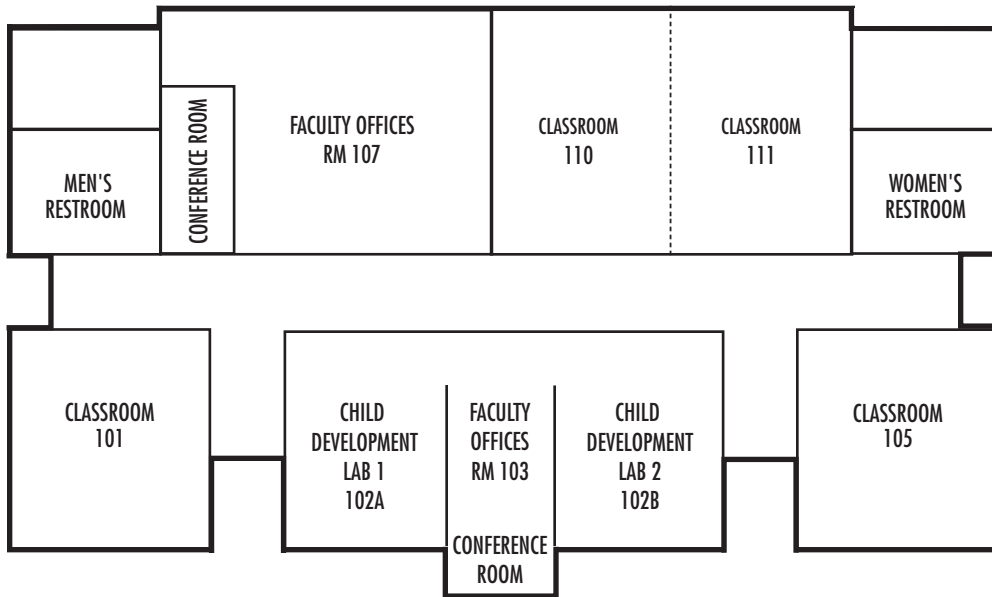 CONFERENCE ROOM
FACULTY OFFICES
RM 107
CLASSROOM
110
CLASSROOM
111
MEN'S
RESTROOM
WOMEN'S
RESTROOM
CLASSROOM
101
CHILD
DEVELOPMENT
LAB 1
102A
FACULTY
OFFICES
RM 103
CHILD
DEVELOPMENT
LAB 2
102B
CLASSROOM
105
CONFERENCE
ROOM